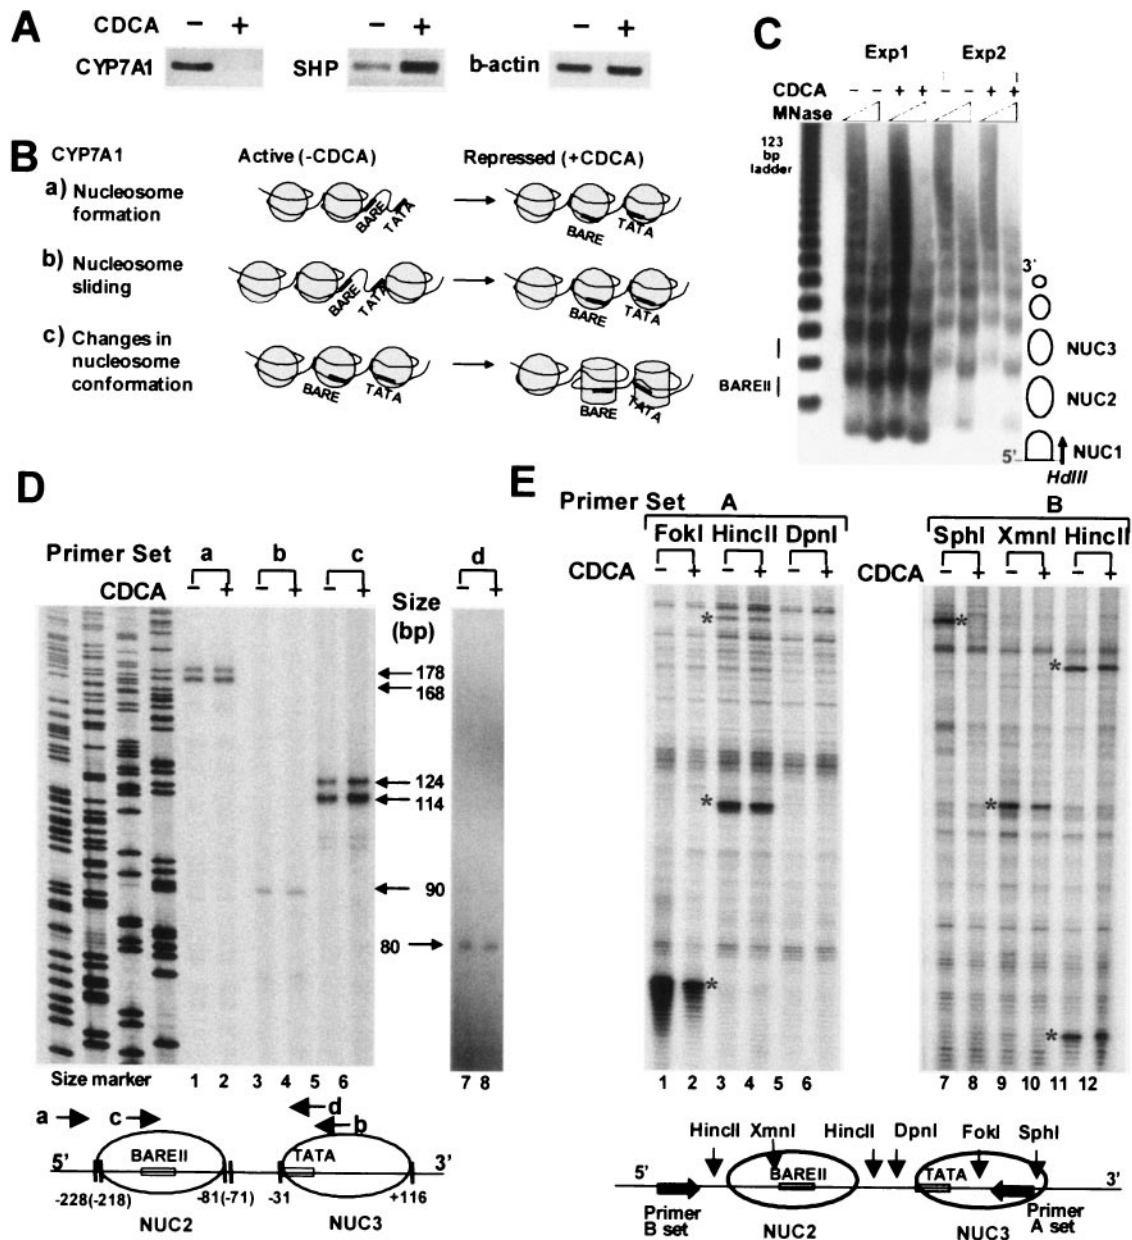 A
CDCA − + − + − +
CYP7A1
SHP
b-actin
B
CYP7A1
Active (-CDCA)
Repressed (+CDCA)
a) Nucleosome
formation
BARE
TATA
BARE
TATA
b) Nucleosome
sliding
BARE
TATA
BARE
TATA
c) Changes in
nucleosome
conformation
BARE
TATA
BARE
TATA
C
Exp1 Exp2
CDCA − − + + − − + +
MNase
123
bp
ladder
3'
NUC3
BAREII
NUC2
NUC1
5'
HdIII
D
Primer Set a b c d
CDCA − + − + − + − +
Size
(bp)
178
168
124
114
90
80
Size marker 1 2 3 4 5 6 7 8
a c d
b
5' BAREII TATA 3'
-228(-218) -81(-71) -31 +116
NUC2 NUC3
E
Primer Set A B
FokI HincII DpnI SphI XmnI HincII
CDCA − + − + − + CDCA − + − + − +
*
*
*
*
*
*
*
1 2 3 4 5 6 7 8 9 10 11 12
HincII XmnI HincII DpnI FokI SphI
5' BAREII TATA 3'
Primer
B set
NUC2
NUC3
Primer
A set